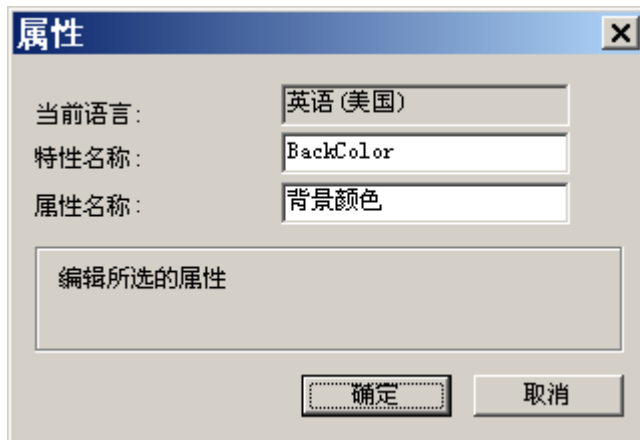 属性
当前语言: 英语(美国)
特性名称: BackColor
属性名称: 背景颜色
编辑所选的属性
确定 取消